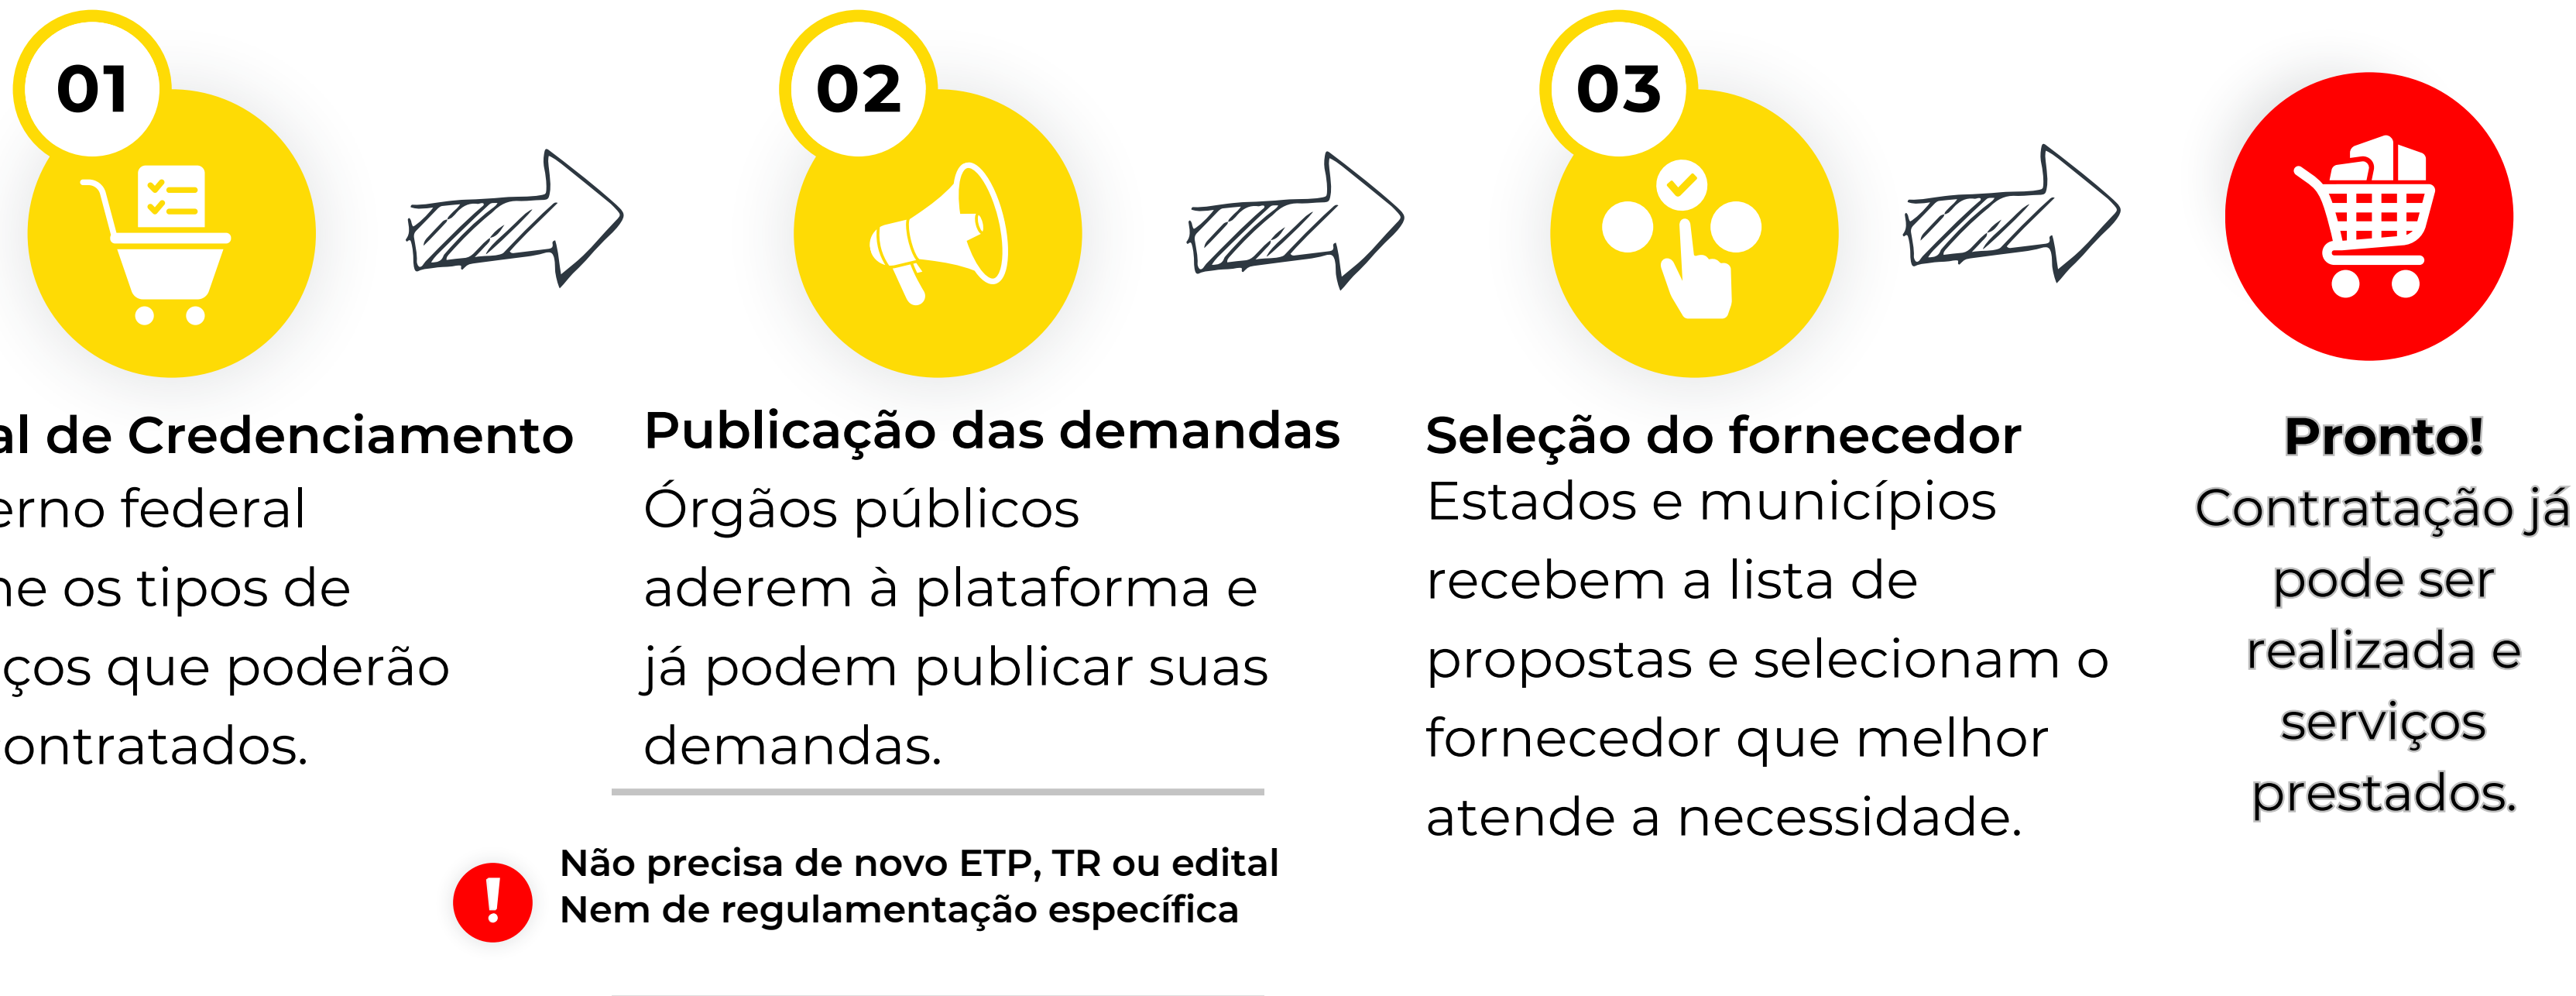 01
al de Credenciamento
erno federal
ne os tipos de
ços que poderão
ontratados.
02
Publicação das demandas
Órgãos públicos
aderem à plataforma e
já podem publicar suas
demandas.
!
Não precisa de novo ETP, TR ou edital
Nem de regulamentação específica
03
Seleção do fornecedor
Estados e municípios
recebem a lista de
propostas e selecionam o
fornecedor que melhor
atende a necessidade.
Pronto!
Contratação já
pode ser
realizada e
serviços
prestados.